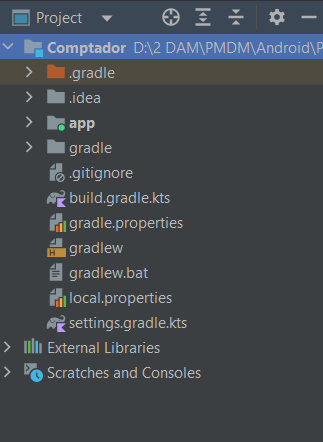 Project
Comptador D:\2 DAM\PMDM\Android\P
.gradle
.idea
app
gradle
.gitignore
build.gradle.kts
gradle.properties
gradlew
gradlew.bat
local.properties
settings.gradle.kts
External Libraries
Scratches and Consoles